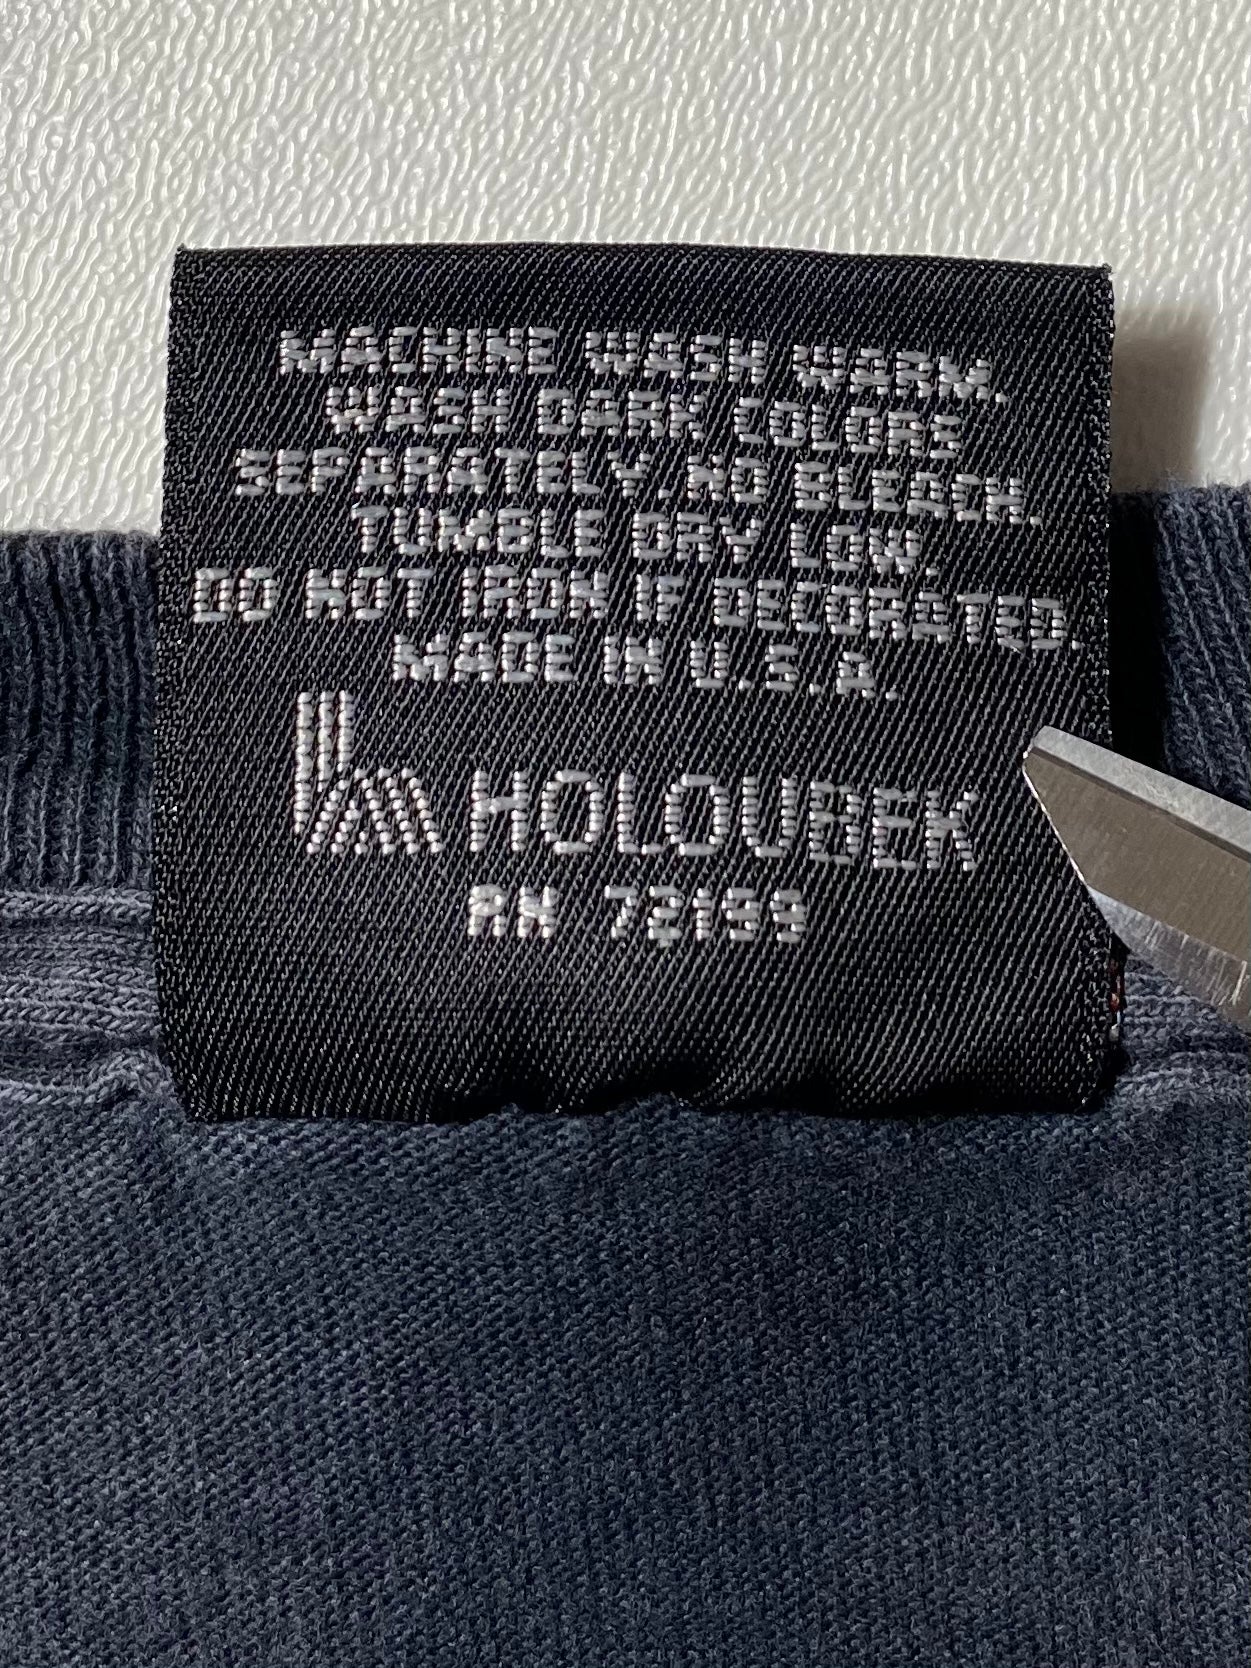 MACHINE WASH WARM.
WASH DARK COLORS
SEPARATELY. NO BLEACH.
TUMBLE DRY LOW.
DO NOT IRON IF DECORATED.
MADE IN U.S.A.
HOLOUBEK
RN 72199